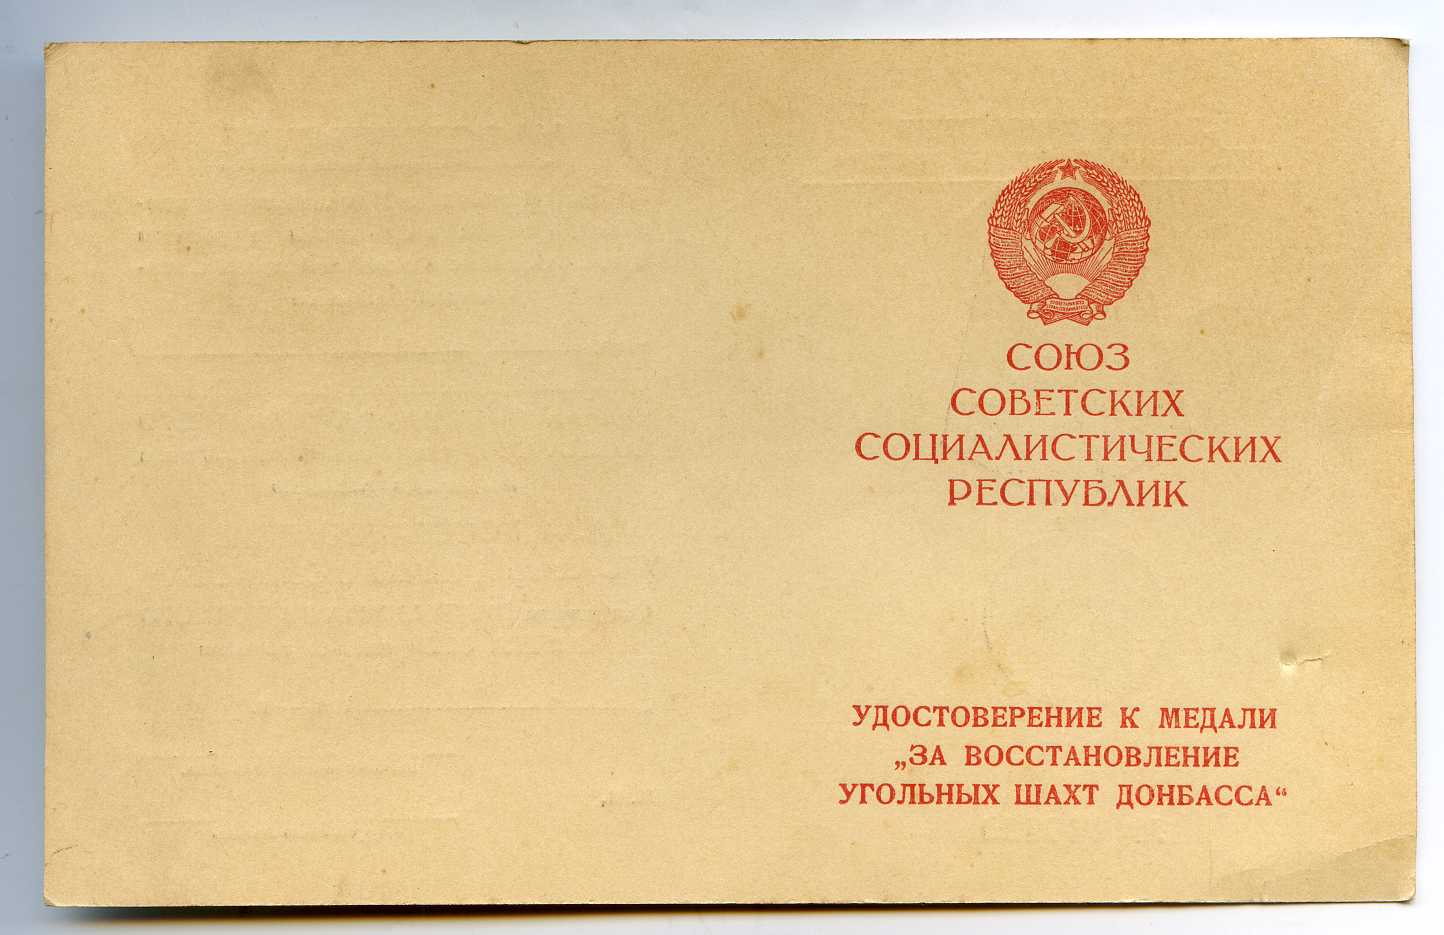 СОЮЗ
СОВЕТСКИХ
СОЦИАЛИСТИЧЕСКИХ
РЕСПУБЛИК
УДОСТОВЕРЕНИЕ К МЕДАЛИ
„ЗА ВОССТАНОВЛЕНИЕ
УГОЛЬНЫХ ШАХТ ДОНБАССА“